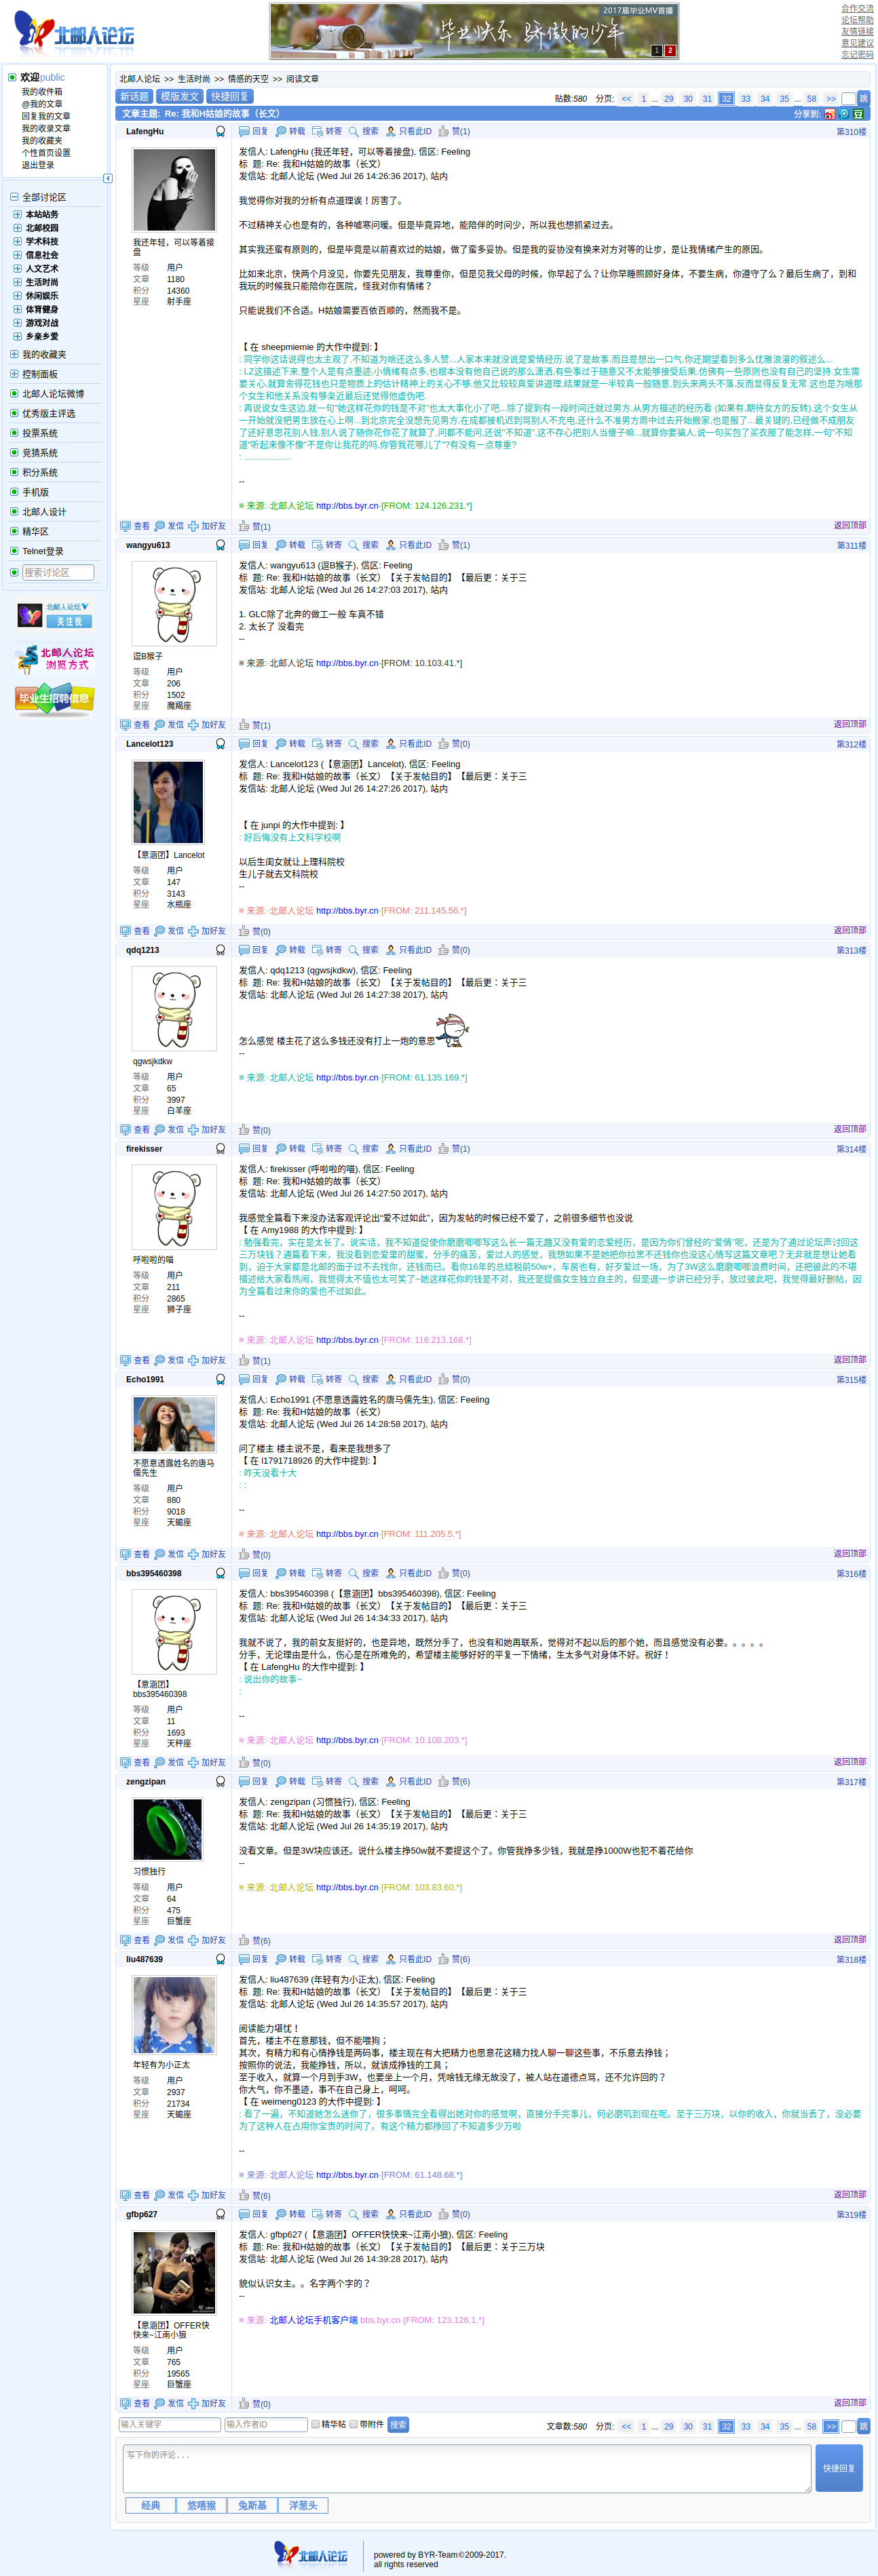 北邮人论坛
2017届毕业MV首播
毕业快乐 骄傲的少年
1 2
合作交流
论坛帮助
友情链接
意见建议
忘记密码
欢迎public
我的收件箱
@我的文章
回复我的文章
我的收录文章
我的收藏夹
个性首页设置
退出登录
全部讨论区
本站站务
北邮校园
学术科技
信息社会
人文艺术
生活时尚
休闲娱乐
体育健身
游戏对战
乡亲乡爱
我的收藏夹
控制面板
北邮人论坛微博
优秀版主评选
投票系统
竞猜系统
积分系统
手机版
北邮人设计
精华区
Telnet登录
搜索讨论区
北邮人论坛
关注我
北邮人论坛
浏览方式
毕业生招聘信息
北邮人论坛 >> 生活时尚 >> 情感的天空 >> 阅读文章
新话题 模版发文 快捷回复
贴数:580 分页: << 1 ... 29 30 31 32 33 34 35 ... 58 >> 跳
文章主题: Re: 我和H姑娘的故事（长文） 分享到:
LafengHu
回复 转载 转寄 搜索 只看此ID 赞(1) 第310楼
我还年轻，可以等着接盘
等级 用户
文章 1180
积分 14360
星座 射手座
发信人: LafengHu (我还年轻，可以等着接盘), 信区: Feeling
标 题: Re: 我和H姑娘的故事（长文）
发信站: 北邮人论坛 (Wed Jul 26 14:26:36 2017), 站内
我觉得你对我的分析有点道理诶！厉害了。
不过精神关心也是有的，各种嘘寒问暖。但是毕竟异地，能陪伴的时间少，所以我也想抓紧过去。
其实我还蛮有原则的，但是毕竟是以前喜欢过的姑娘，做了蛮多妥协。但是我的妥协没有换来对方对等的让步，是让我情绪产生的原因。
比如来北京，快两个月没见，你要先见朋友，我尊重你，但是见我父母的时候，你早起了么？让你早睡照顾好身体，不要生病，你遵守了么？最后生病了，到和我玩的时候我只能陪你在医院，怪我对你有情绪？
只能说我们不合适。H姑娘需要百依百顺的，然而我不是。
【 在 sheepmiemie 的大作中提到: 】
: 同学你这话说得也太主观了,不知道为啥还这么多人赞...人家本来就没说是爱情经历,说了是故事,而且是想出一口气,你还期望看到多么优雅浪漫的叙述么...
: LZ这描述下来,整个人是有点墨迹,小情绪有点多,也根本没有他自己说的那么潇洒,有些事过于随意又不太能够接受后果,仿佛有一些原则也没有自己的坚持.女生需要关心,就算舍得花钱也只是物质上的估计精神上的关心不够,他又比较较真爱讲道理,结果就是一半较真一般随意,到头来两头不落,反而显得反复无常.这也是为啥那个女生和他关系没有够亲近最后还觉得他虚伪吧.
: 再说说女生这边,就一句"她这样花你的钱是不对"也太大事化小了吧...除了提到有一段时间还就过男方,从男方描述的经历看 (如果有,期待女方的反转),这个女生从一开始就没把男生放在心上啊...到北京完全没想先见男方,在成都接机迟到骂别人不充电,还什么不准男方周中过去开始搬家.也是服了...最关键的,已经做不成朋友了还好意思花别人钱,别人说了随你花你花了就算了,问都不能问,还说"不知道",这不存心把别人当傻子嘛...就算你要骗人,说一句买包了买衣服了能怎样.一句"不知道"听起来像不像"不是你让我花的吗,你管我花哪儿了"?有没有一点尊重?
: ...................
--
※ 来源:·北邮人论坛 http://bbs.byr.cn·[FROM: 124.126.231.*]
查看 发信 加好友 赞(1) 返回顶部
wangyu613
回复 转载 转寄 搜索 只看此ID 赞(1) 第311楼
逗B猴子
等级 用户
文章 206
积分 1502
星座 魔羯座
发信人: wangyu613 (逗B猴子), 信区: Feeling
标 题: Re: 我和H姑娘的故事（长文）【关于发帖目的】【最后更：关于三
发信站: 北邮人论坛 (Wed Jul 26 14:27:03 2017), 站内
1. GLC除了北奔的做工一般 车真不错
2. 太长了 没看完
--
※ 来源:·北邮人论坛 http://bbs.byr.cn·[FROM: 10.103.41.*]
查看 发信 加好友 赞(1) 返回顶部
Lancelot123
回复 转载 转寄 搜索 只看此ID 赞(0) 第312楼
【意涵团】Lancelot
等级 用户
文章 147
积分 3143
星座 水瓶座
发信人: Lancelot123 (【意涵团】Lancelot), 信区: Feeling
标 题: Re: 我和H姑娘的故事（长文）【关于发帖目的】【最后更：关于三
发信站: 北邮人论坛 (Wed Jul 26 14:27:26 2017), 站内
【 在 junpi 的大作中提到: 】
: 好后悔没有上文科学校啊
以后生闺女就让上理科院校
生儿子就去文科院校
--
※ 来源:·北邮人论坛 http://bbs.byr.cn·[FROM: 211.145.56.*]
查看 发信 加好友 赞(0) 返回顶部
qdq1213
回复 转载 转寄 搜索 只看此ID 赞(0) 第313楼
qgwsjkdkw
等级 用户
文章 65
积分 3997
星座 白羊座
发信人: qdq1213 (qgwsjkdkw), 信区: Feeling
标 题: Re: 我和H姑娘的故事（长文）【关于发帖目的】【最后更：关于三
发信站: 北邮人论坛 (Wed Jul 26 14:27:38 2017), 站内
怎么感觉 楼主花了这么多钱还没有打上一炮的意思
--
※ 来源:·北邮人论坛 http://bbs.byr.cn·[FROM: 61.135.169.*]
查看 发信 加好友 赞(0) 返回顶部
firekisser
回复 转载 转寄 搜索 只看此ID 赞(1) 第314楼
呼啦啦的喵
等级 用户
文章 211
积分 2865
星座 狮子座
发信人: firekisser (呼啦啦的喵), 信区: Feeling
标 题: Re: 我和H姑娘的故事（长文）
发信站: 北邮人论坛 (Wed Jul 26 14:27:50 2017), 站内
我感觉全篇看下来没办法客观评论出“爱不过如此”，因为发帖的时候已经不爱了，之前很多细节也没说
【 在 Amy1988 的大作中提到: 】
: 勉强看完，实在是太长了。说实话，我不知道促使你磨磨唧唧写这么长一篇无趣又没有爱的恋爱经历，是因为你们曾经的“爱情”呢，还是为了通过论坛声讨回这三万块钱？通篇看下来，我没看到恋爱里的甜蜜，分手的痛苦，爱过人的感觉，我想如果不是她把你拉黑不还钱你也没这心情写这篇文章吧？无非就是想让她看到，迫于大家都是北邮的面子过不去找你，还钱而已。看你16年的总结税前50w+，车房也有，好歹爱过一场，为了3W这么磨磨唧唧浪费时间，还把彼此的不堪描述给大家看热闹，我觉得太不值也太可笑了~她这样花你的钱是不对，我还是提倡女生独立自主的，但是退一步讲已经分手，放过彼此吧，我觉得最好删帖，因为全篇看过来你的爱也不过如此。
--
※ 来源:·北邮人论坛 http://bbs.byr.cn·[FROM: 116.213.168.*]
查看 发信 加好友 赞(1) 返回顶部
Echo1991
回复 转载 转寄 搜索 只看此ID 赞(0) 第315楼
不愿意透露姓名的唐马儒先生
等级 用户
文章 880
积分 9018
星座 天蝎座
发信人: Echo1991 (不愿意透露姓名的唐马儒先生), 信区: Feeling
标 题: Re: 我和H姑娘的故事（长文）
发信站: 北邮人论坛 (Wed Jul 26 14:28:58 2017), 站内
问了楼主 楼主说不是，看来是我想多了
【 在 l1791718926 的大作中提到: 】
: 昨天没看十大
: :
--
※ 来源:·北邮人论坛 http://bbs.byr.cn·[FROM: 111.205.5.*]
查看 发信 加好友 赞(0) 返回顶部
bbs395460398
回复 转载 转寄 搜索 只看此ID 赞(0) 第316楼
【意涵团】bbs395460398
等级 用户
文章 11
积分 1693
星座 天秤座
发信人: bbs395460398 (【意涵团】bbs395460398), 信区: Feeling
标 题: Re: 我和H姑娘的故事（长文）【关于发帖目的】【最后更：关于三
发信站: 北邮人论坛 (Wed Jul 26 14:34:33 2017), 站内
我就不说了，我的前女友挺好的，也是异地，既然分手了，也没有和她再联系，觉得对不起以后的那个她，而且感觉没有必要。。。。。
分手，无论理由是什么，伤心是在所难免的，希望楼主能够好好的平复一下情绪，生太多气对身体不好。祝好！
【 在 LafengHu 的大作中提到: 】
: 说出你的故事~
:
--
※ 来源:·北邮人论坛 http://bbs.byr.cn·[FROM: 10.108.203.*]
查看 发信 加好友 赞(0) 返回顶部
zengzipan
回复 转载 转寄 搜索 只看此ID 赞(6) 第317楼
习惯独行
等级 用户
文章 64
积分 475
星座 巨蟹座
发信人: zengzipan (习惯独行), 信区: Feeling
标 题: Re: 我和H姑娘的故事（长文）【关于发帖目的】【最后更：关于三
发信站: 北邮人论坛 (Wed Jul 26 14:35:19 2017), 站内
没看文章。但是3W块应该还。说什么楼主挣50w就不要提这个了。你管我挣多少钱，我就是挣1000W也犯不着花给你
--
※ 来源:·北邮人论坛 http://bbs.byr.cn·[FROM: 103.83.60.*]
查看 发信 加好友 赞(6) 返回顶部
liu487639
回复 转载 转寄 搜索 只看此ID 赞(6) 第318楼
年轻有为小正太
等级 用户
文章 2937
积分 21734
星座 天蝎座
发信人: liu487639 (年轻有为小正太), 信区: Feeling
标 题: Re: 我和H姑娘的故事（长文）【关于发帖目的】【最后更：关于三
发信站: 北邮人论坛 (Wed Jul 26 14:35:57 2017), 站内
阅读能力堪忧！
首先，楼主不在意那钱，但不能喂狗；
其次，有精力和有心情挣钱是两码事，楼主现在有大把精力也愿意花这精力找人聊一聊这些事，不乐意去挣钱；
按照你的说法，我能挣钱，所以，就该成挣钱的工具；
至于收入，就算一个月到手3W，也要坐上一个月，凭啥钱无缘无故没了，被人站在道德点骂，还不允许回的？
你大气，你不墨迹，事不在自己身上，呵呵。
【 在 weimeng0123 的大作中提到: 】
: 看了一遍，不知道她怎么迷你了，很多事情完全看得出她对你的感觉啊，直接分手完事儿，何必磨叽到现在呢。至于三万块，以你的收入，你就当丢了，没必要为了这种人在占用你宝贵的时间了。有这个精力都挣回了不知道多少万啦
--
※ 来源:·北邮人论坛 http://bbs.byr.cn·[FROM: 61.148.68.*]
查看 发信 加好友 赞(6) 返回顶部
gfbp627
回复 转载 转寄 搜索 只看此ID 赞(0) 第319楼
【意涵团】OFFER快快来~江南小狼
等级 用户
文章 765
积分 19565
星座 巨蟹座
发信人: gfbp627 (【意涵团】OFFER快快来~江南小狼), 信区: Feeling
标 题: Re: 我和H姑娘的故事（长文）【关于发帖目的】【最后更：关于三万块
发信站: 北邮人论坛 (Wed Jul 26 14:39:28 2017), 站内
貌似认识女主。。名字两个字的？
--
※ 来源: 北邮人论坛手机客户端 bbs.byr.cn·[FROM: 123.126.1.*]
查看 发信 加好友 赞(0) 返回顶部
输入关键字 输入作者ID 精华帖 带附件 搜索
文章数:580 分页: << 1 ... 29 30 31 32 33 34 35 ... 58 >> 跳
写下你的评论...
快捷回复
经典 悠嘻猴 兔斯基 洋葱头
北邮人论坛
powered by BYR-Team©2009-2017.
all rights reserved